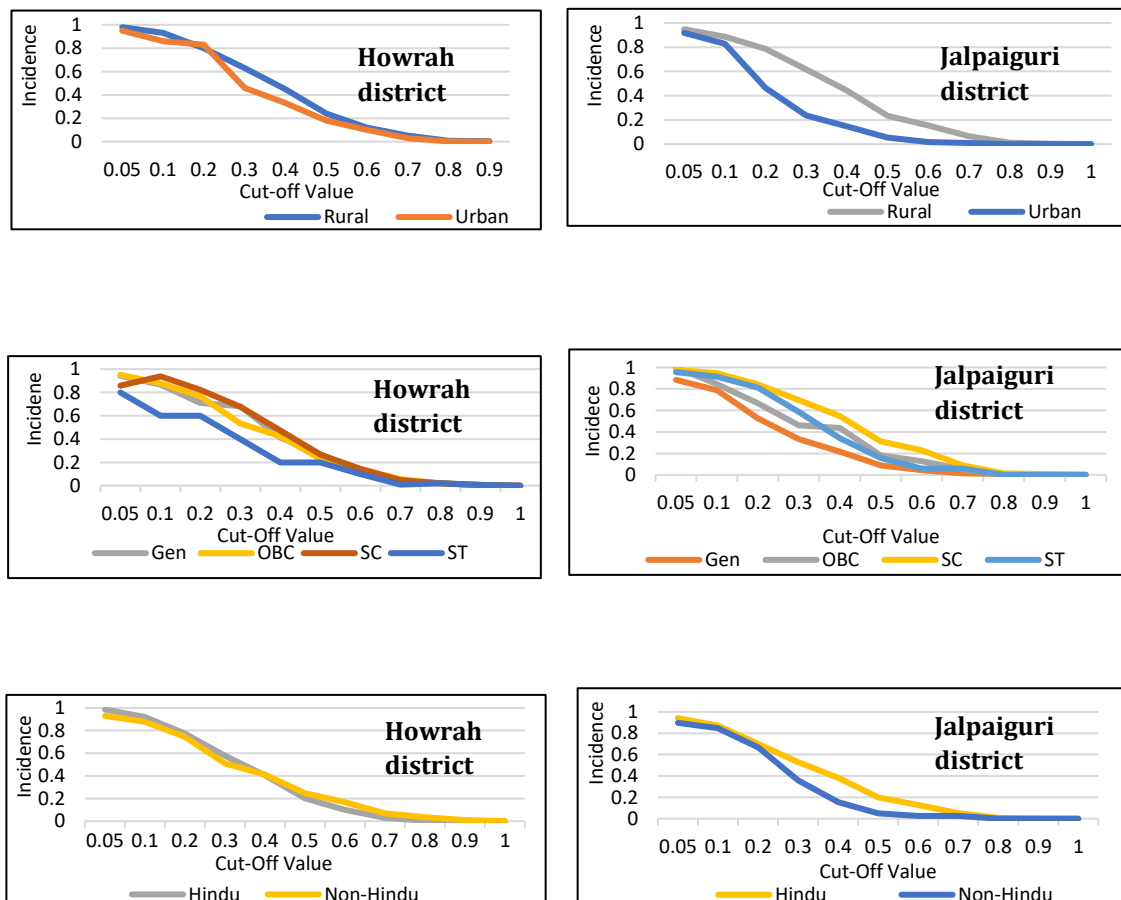 Incidence
1
0.8
0.6
0.4
0.2
0
Howrah
district
0.05 0.1 0.2 0.3 0.4 0.5 0.6 0.7 0.8 0.9
Cut-off Value
Rural Urban
Incidence
1
0.8
0.6
0.4
0.2
0
Jalpaiguri
district
0.05 0.1 0.2 0.3 0.4 0.5 0.6 0.7 0.8 0.9 1
Cut-off Value
Rural Urban
Incidene
1
0.8
0.6
0.4
0.2
0
Howrah
district
0.05 0.1 0.2 0.3 0.4 0.5 0.6 0.7 0.8 0.9 1
Cut-Off Value
Gen OBC SC ST
Incidece
1
0.8
0.6
0.4
0.2
0
Jalpaiguri
district
0.05 0.1 0.2 0.3 0.4 0.5 0.6 0.7 0.8 0.9 1
Cut-Off Value
Gen OBC SC ST
Incidence
1
0.8
0.6
0.4
0.2
0
Howrah
district
0.05 0.1 0.2 0.3 0.4 0.5 0.6 0.7 0.8 0.9 1
Cut-Off Value
Hindu Non-Hindu
Incidence
1
0.8
0.6
0.4
0.2
0
Jalpaiguri
district
0.05 0.1 0.2 0.3 0.4 0.5 0.6 0.7 0.8 0.9 1
Cut-Off Value
Hindu Non-Hindu